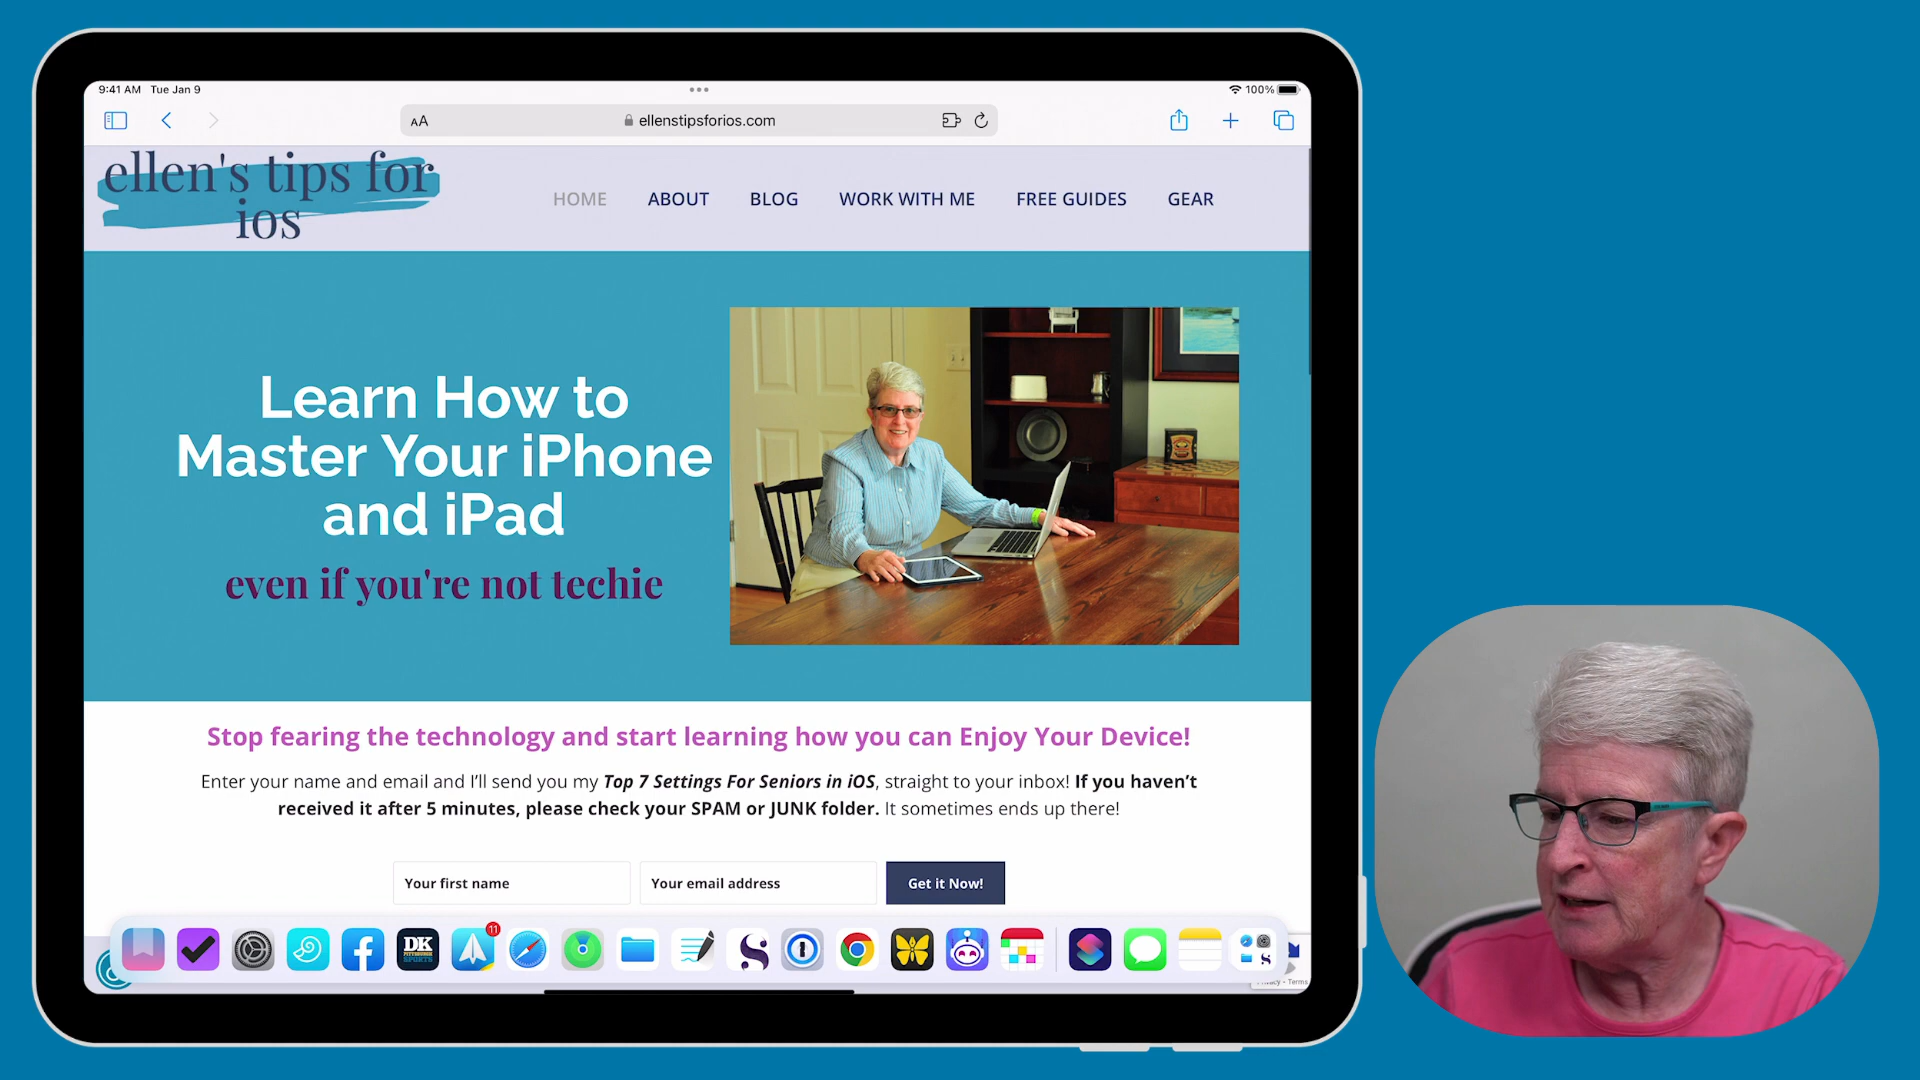 9:41 AM Tue Jan 9
100%
AA
ellenstipsforios.com
ellen's tips for
ios
HOME
ABOUT
BLOG
WORK WITH ME
FREE GUIDES
GEAR
Learn How to
Master Your iPhone
and iPad
even if you're not techie
Stop fearing the technology and start learning how you can Enjoy Your Device!
Enter your name and email and I'll send you my Top 7 Settings For Seniors in iOS, straight to your inbox! If you haven't
received it after 5 minutes, please check your SPAM or JUNK folder. It sometimes ends up there!
Your first name
Your email address
Get it Now!
11
DK
PITTSBURGH
SPORTS
Privacy - Terms